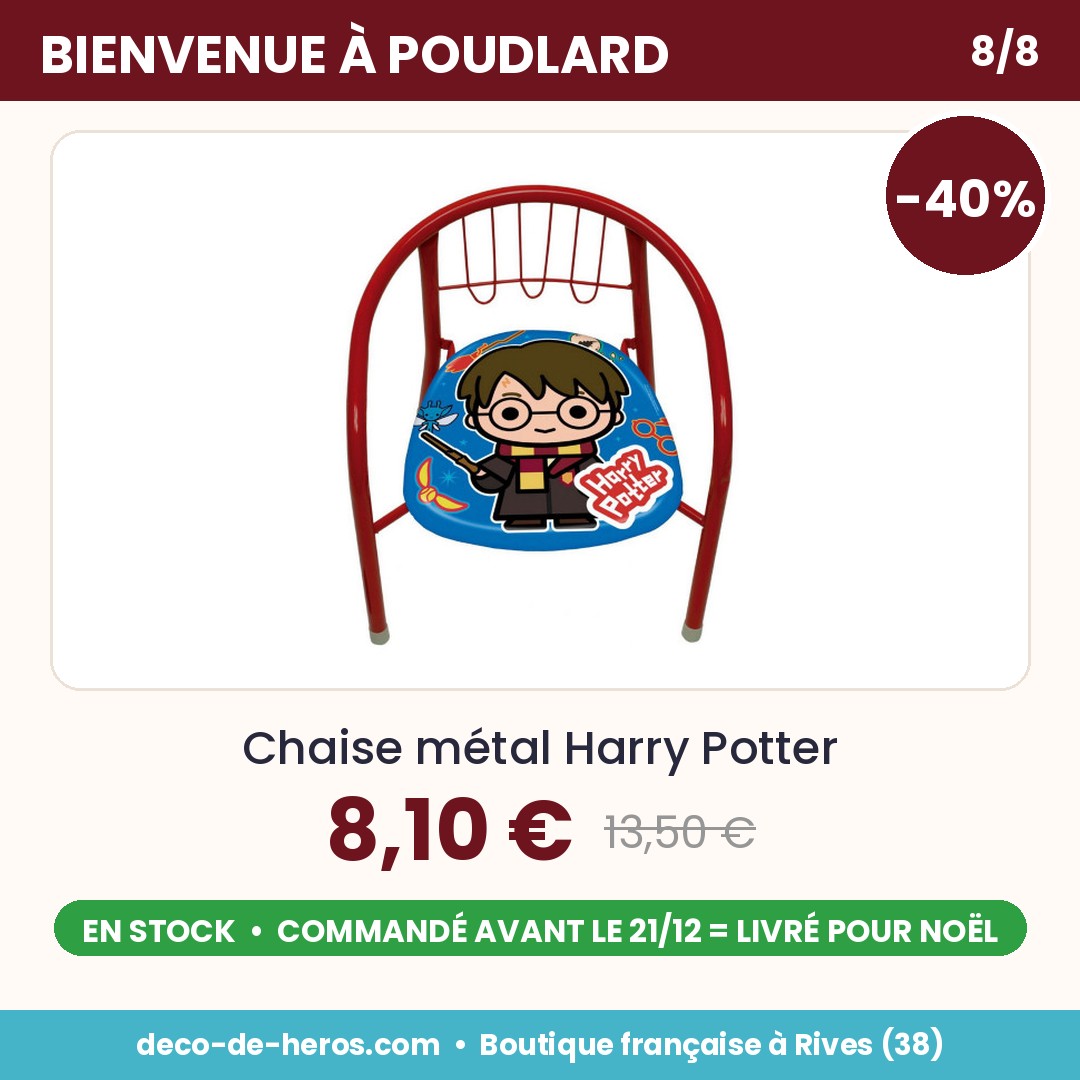 BIENVENUE À POUDLARD
8/8
-40%
Harry
Potter
Chaise métal Harry Potter
8,10 € 13,50 €
EN STOCK • COMMANDÉ AVANT LE 21/12 = LIVRÉ POUR NOËL
deco-de-heros.com • Boutique française à Rives (38)